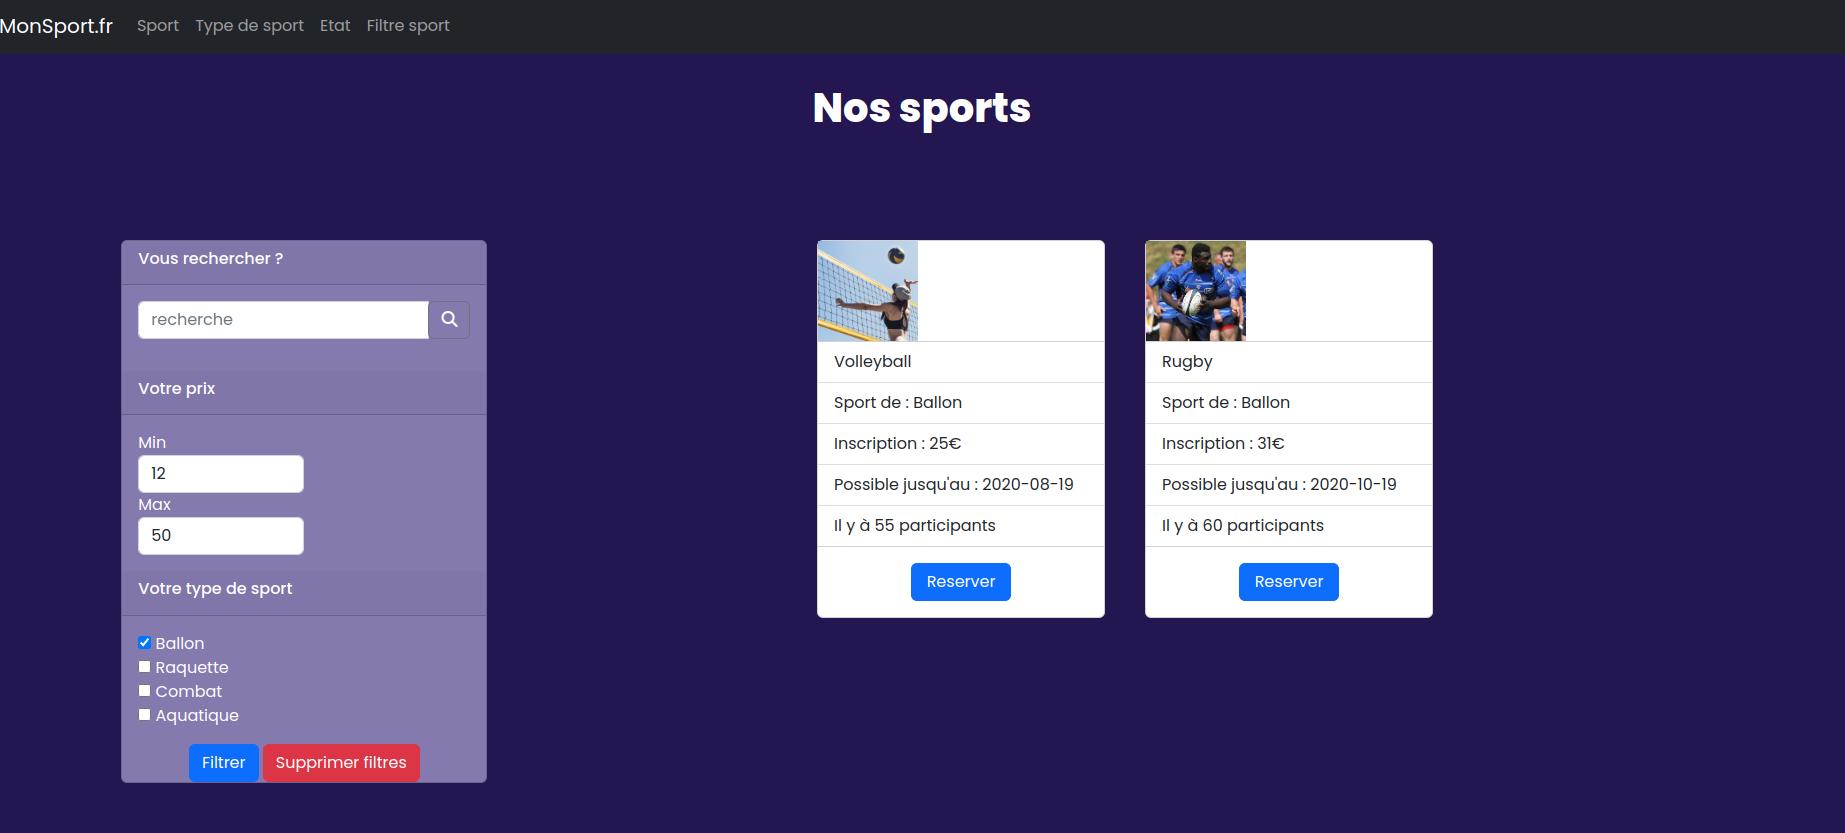 MonSport.fr Sport Type de sport Etat Filtre sport
Nos sports
Vous rechercher ?
recherche
Votre prix
Min
12
Max
50
Votre type de sport
Ballon
Raquette
Combat
Aquatique
Filtrer Supprimer filtres
Volleyball
Sport de : Ballon
Inscription : 25€
Possible jusqu'au : 2020-08-19
Il y à 55 participants
Reserver
Rugby
Sport de : Ballon
Inscription : 31€
Possible jusqu'au : 2020-10-19
Il y à 60 participants
Reserver